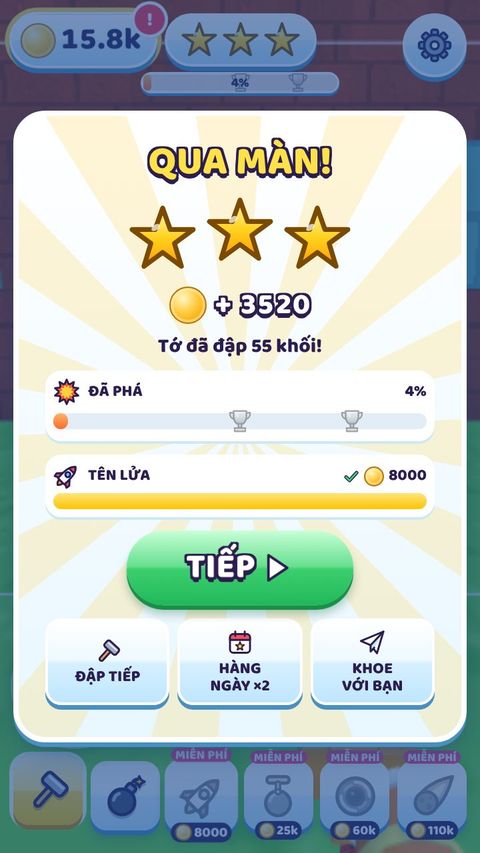 15.8k
!
4%
QUA MÀN!
+ 3520
Tớ đã đập 55 khối!
ĐÃ PHÁ
4%
TÊN LỬA
8000
TIẾP
ĐẬP TIẾP
HÀNG
NGÀY ×2
KHOE
VỚI BẠN
MIỄN PHÍ
MIỄN PHÍ
MIỄN PHÍ
MIỄN PHÍ
8000
25k
60k
110k